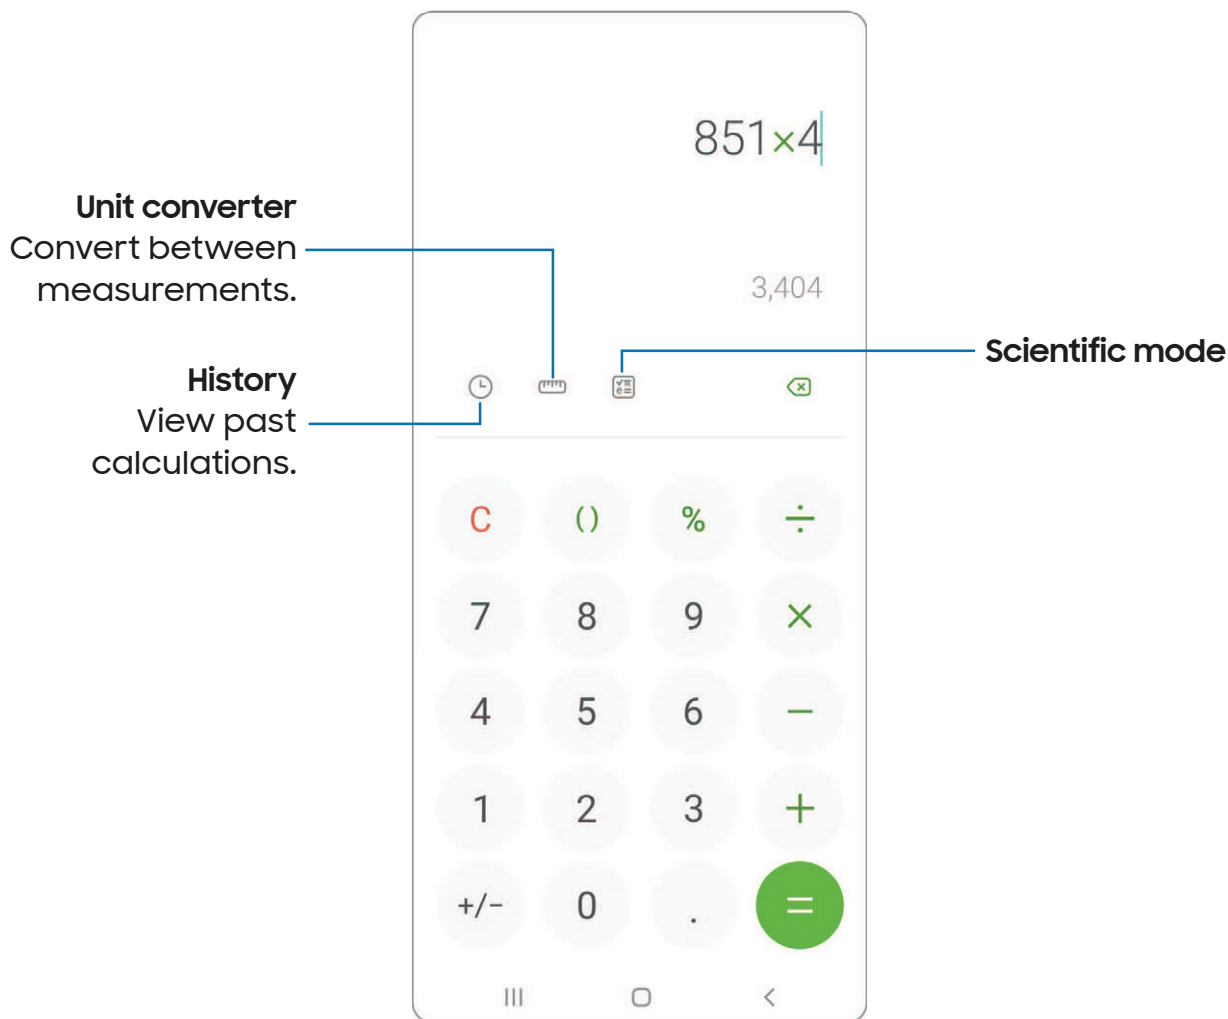 851×4
Unit converter
Convert between
measurements.
3,404
Scientific mode
History
View past
calculations.
C () % ÷
7 8 9 ×
4 5 6 −
1 2 3 +
+/− 0 . =